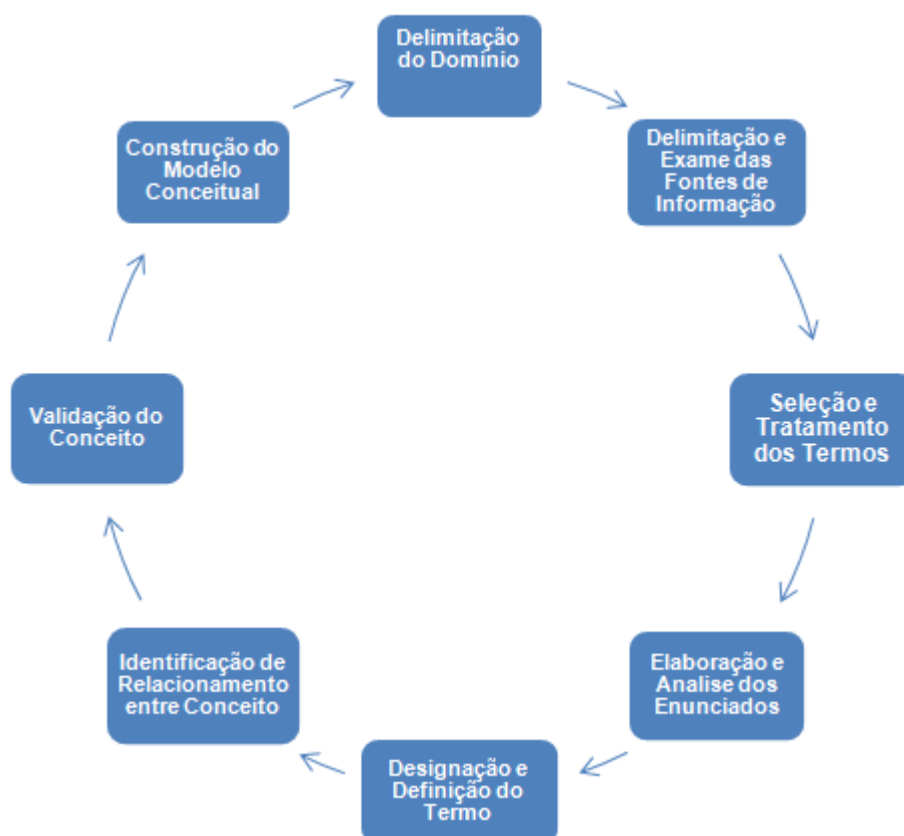 Delimitação
do Domínio
Delimitação e
Exame das
Fontes de
Informação
Seleção e
Tratamento
dos Termos
Elaboração e
Analise dos
Enunciados
Designação e
Definição do
Termo
Identificação de
Relacionamento
entre Conceito
Validação do
Conceito
Construção do
Modelo
Conceitual